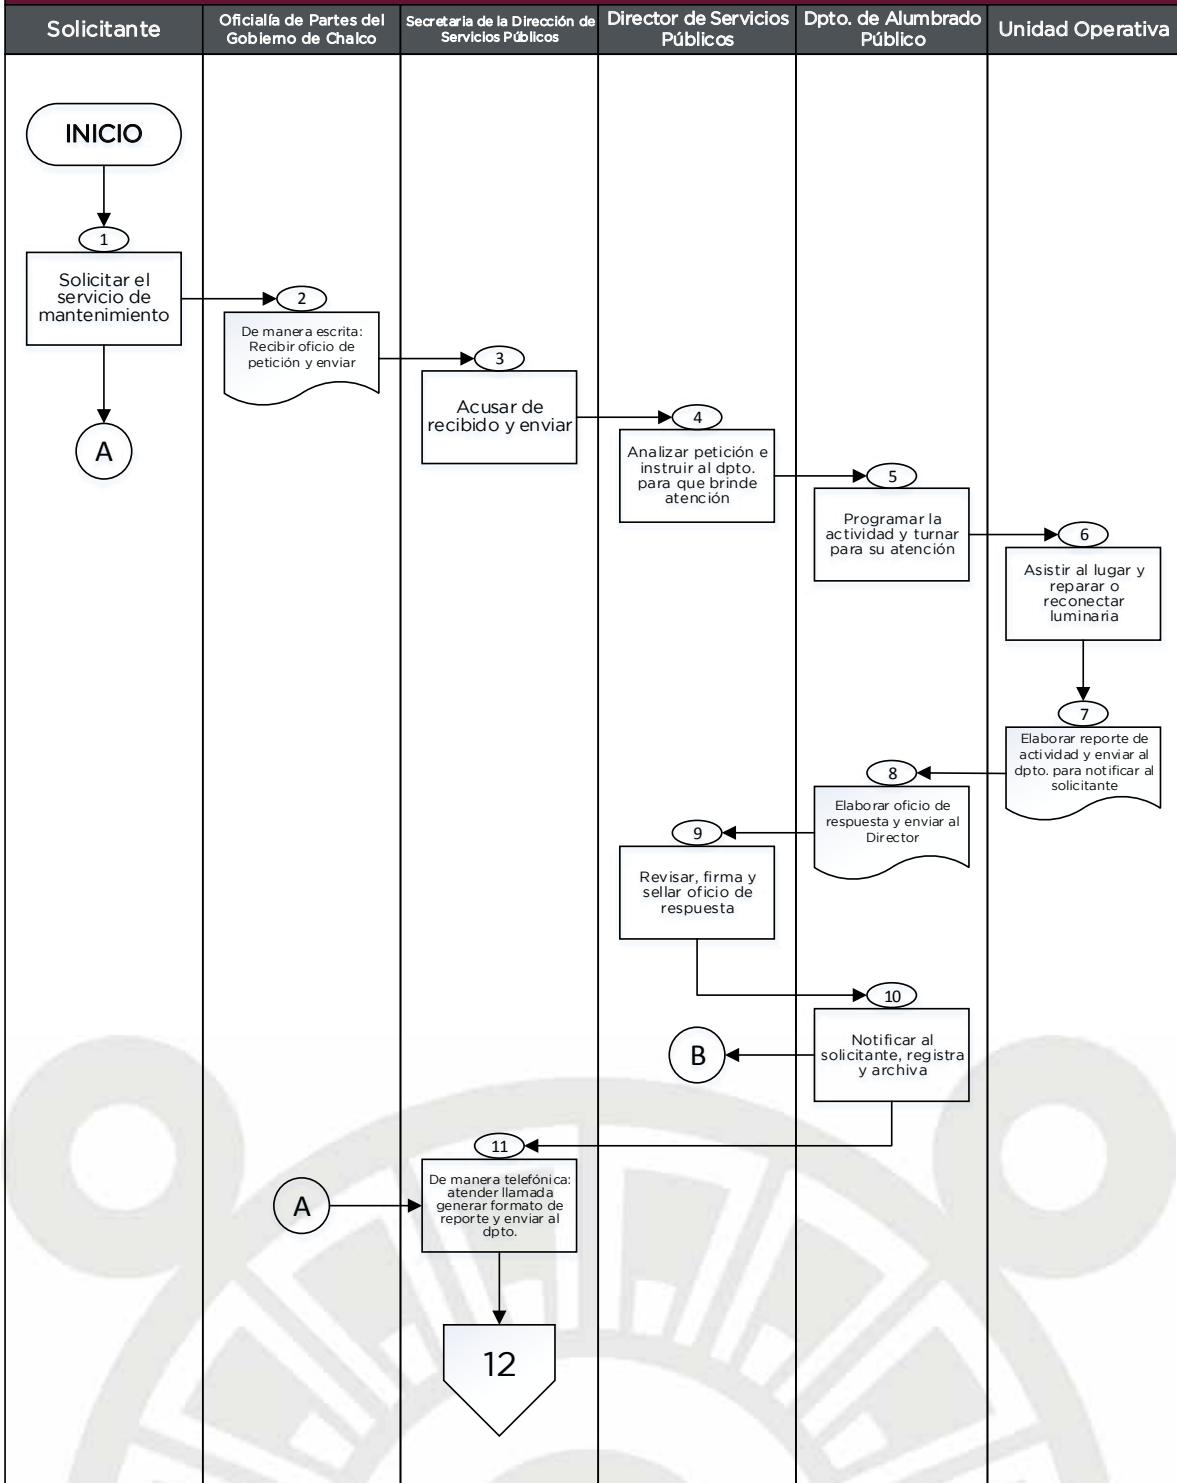 Solicitante
Oficialía de Partes del
Gobierno de Chalco
Secretaria de la Dirección de
Servicios Públicos
Director de Servicios
Públicos
Dpto. de Alumbrado
Público
Unidad Operativa
INICIO
1
Solicitar el
servicio de
mantenimiento
A
2
De manera escrita:
Recibir oficio de
petición y enviar
3
Acusar de
recibido y enviar
4
Analizar petición e
instruir al dpto.
para que brinde
atención
5
Programar la
actividad y turnar
para su atención
6
Asistir al lugar y
reparar o
reconectar
luminaria
7
Elaborar reporte de
actividad y enviar al
dpto. para notificar al
solicitante
8
Elaborar oficio de
respuesta y enviar al
Director
9
Revisar, firma y
sellar oficio de
respuesta
10
Notificar al
solicitante, registra
y archiva
B
11
De manera telefónica:
atender llamada
generar formato de
reporte y enviar al
dpto.
A
12